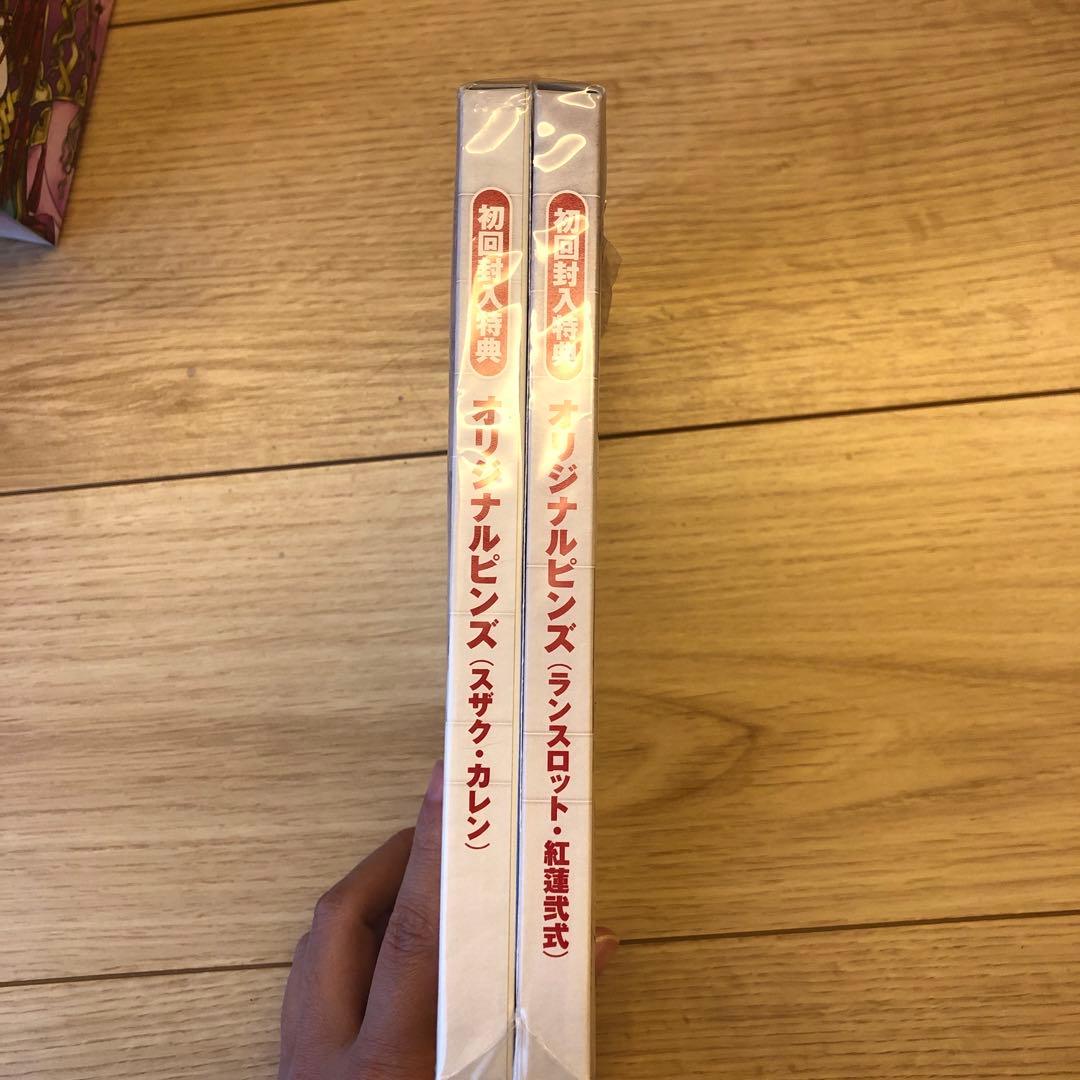 初回封入特典
オリジナルピンズ(ランスロット・紅蓮弐式)
初回封入特典
オリジナルピンズ(スザク・カレン)